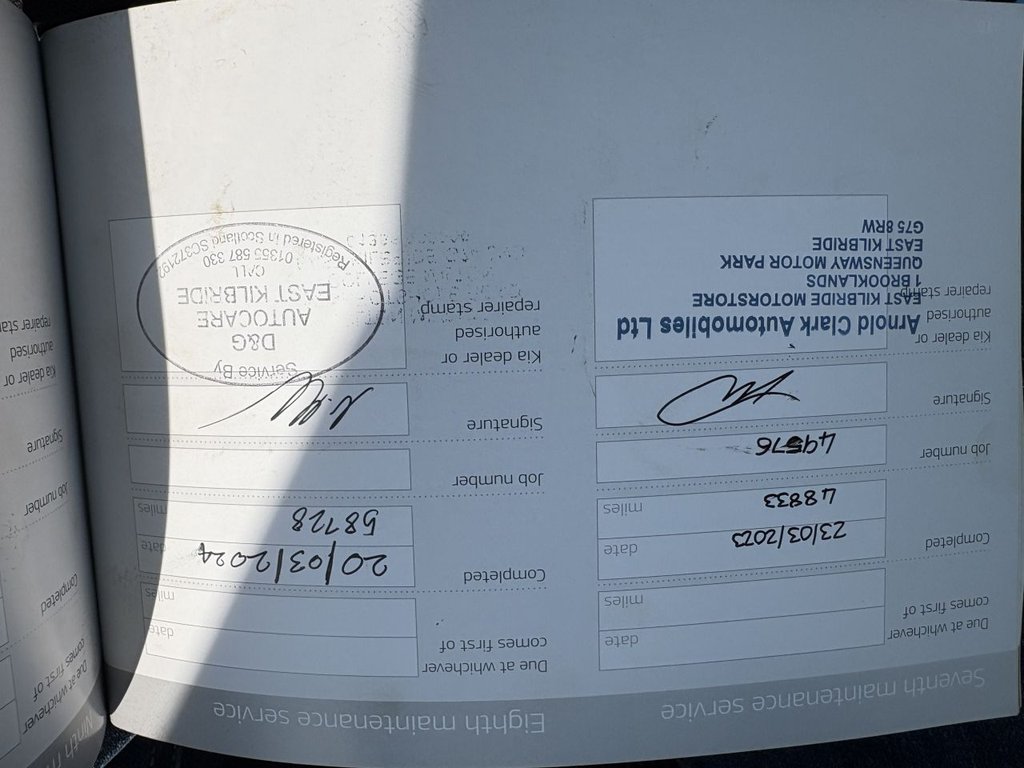 Seventh maintenance service
Due at whichever
comes first of
date
miles
Completed
23/03/2023
date
48833
miles
Job number
49576
Signature
Kia dealer or
authorised
repairer stamp
Arnold Clark Automobiles Ltd
EAST KILBRIDE MOTORSTORE
1 BROOKLANDS
QUEENSWAY MOTOR PARK
EAST KILBRIDE
G75 8RW
Eighth maintenance service
Due at whichever
comes first of
date
miles
Completed
20/03/2024
date
58728
miles
Job number
Signature
Kia dealer or
authorised
repairer stamp
Service By
D&G
AUTOCARE
EAST KILBRIDE
CALL
01355 587 330
Registered in Scotland SC372192
Ninth m
Due at whichever
comes first of
Completed
Job number
Signature
Kia dealer or
authorised
repairer sta